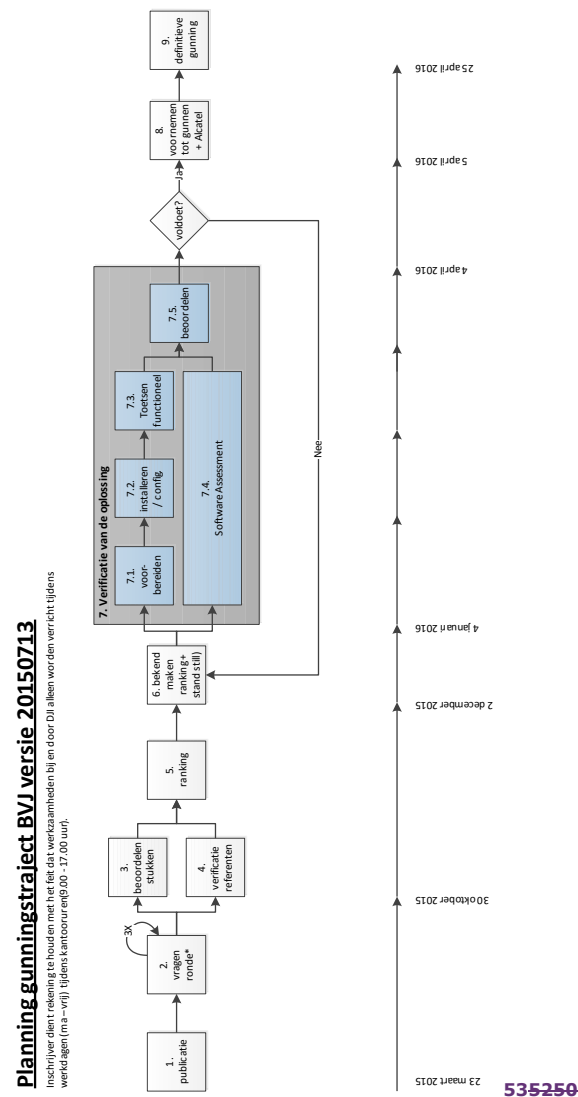 Planning gunningstraject BVJ versie 20150713
Inschrijver dient rekening te houden met het feit dat werkzaamheden bij en door DJI alleen worden verricht tijdens
werkdagen (ma – vrij) tijdens kantooruren(9.00 - 17.00 uur).
1.
publicatie
2.
vragen
ronde*
3X
3.
beoordelen
stukken
4.
verificatie
referenten
5.
ranking
6. bekend
maken
ranking+
stand still)
7. Verificatie van de oplossing
7.1.
voor-
bereiden
7.2.
installeren
/ config.
7.3.
Toetsen
functioneel
7.4.
Software Assessment
7.5.
beoordelen
voldoet?
Ja
Nee
8.
voornemen
tot gunnen
+ Alcatel
9.
definitieve
gunning
23 maart 2015
30 oktober 2015
2 december 2015
4 januari 2016
4 april 2016
5 april 2016
25 april 2016
535250